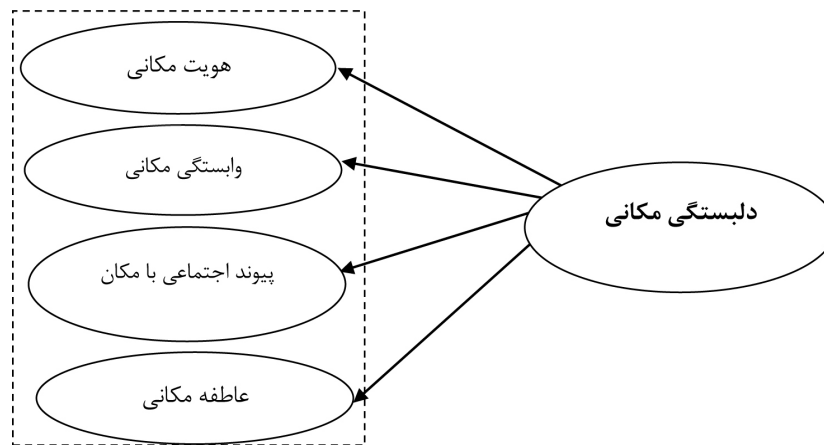 هویت مکانی
وابستگی مکانی
دلبستگی مکانی
پیوند اجتماعی با مکان
عاطفه مکانی